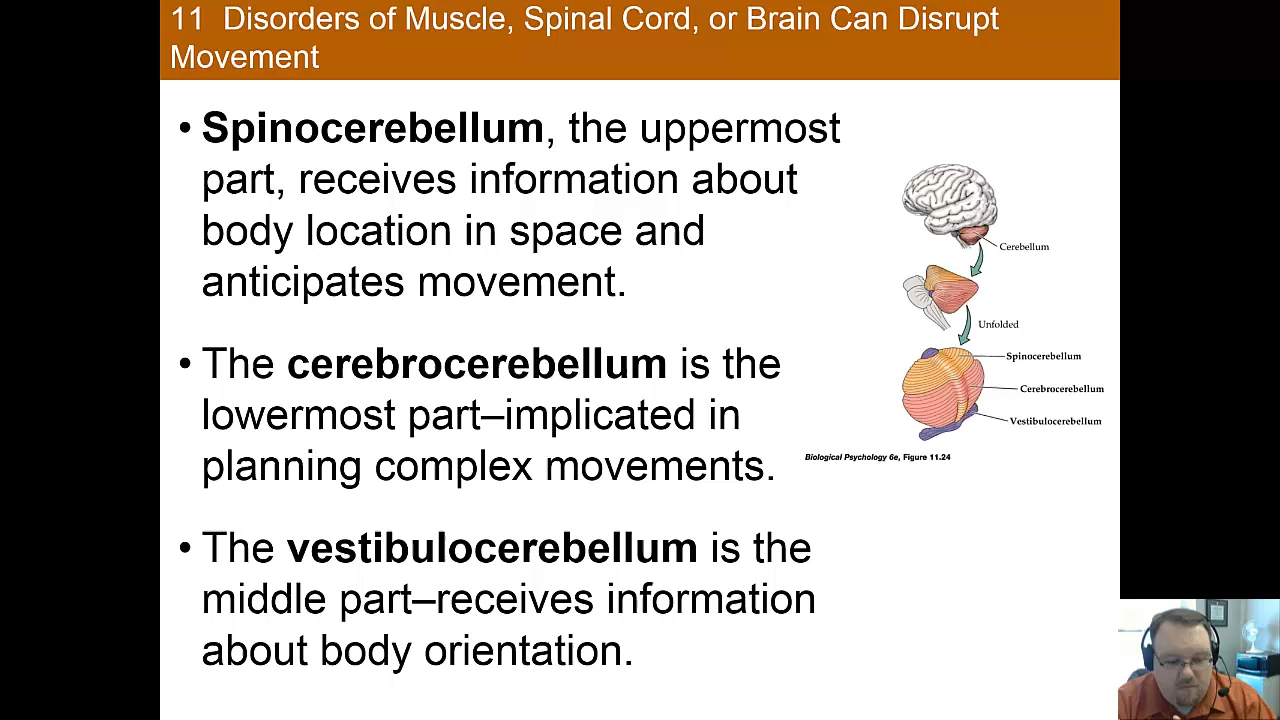 11  Disorders of Muscle, Spinal Cord, or Brain Can Disrupt
Movement
• Spinocerebellum, the uppermost
part, receives information about
body location in space and
anticipates movement.
• The cerebrocerebellum is the
lowermost part–implicated in
planning complex movements.
• The vestibulocerebellum is the
middle part–receives information
about body orientation.
Cerebellum
Unfolded
Spinocerebellum
Cerebrocerebellum
Vestibulocerebellum
Biological Psychology 6e, Figure 11.24